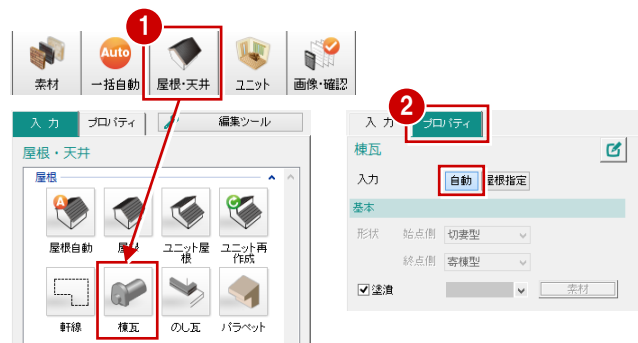 1
Auto
素材
一括自動
屋根･天井
ユニット
画像･確認
入 力
プロパティ
編集ツール
屋根・天井
屋根
A
C
屋根自動
ユニット屋根
ユニット再作成
軒線
棟瓦
のし瓦
パラペット
2
入 力
プロパティ
棟瓦
入力
自動
屋根指定
基本
形状
始点側
切妻型
終点側
寄棟型
塗潰
素材